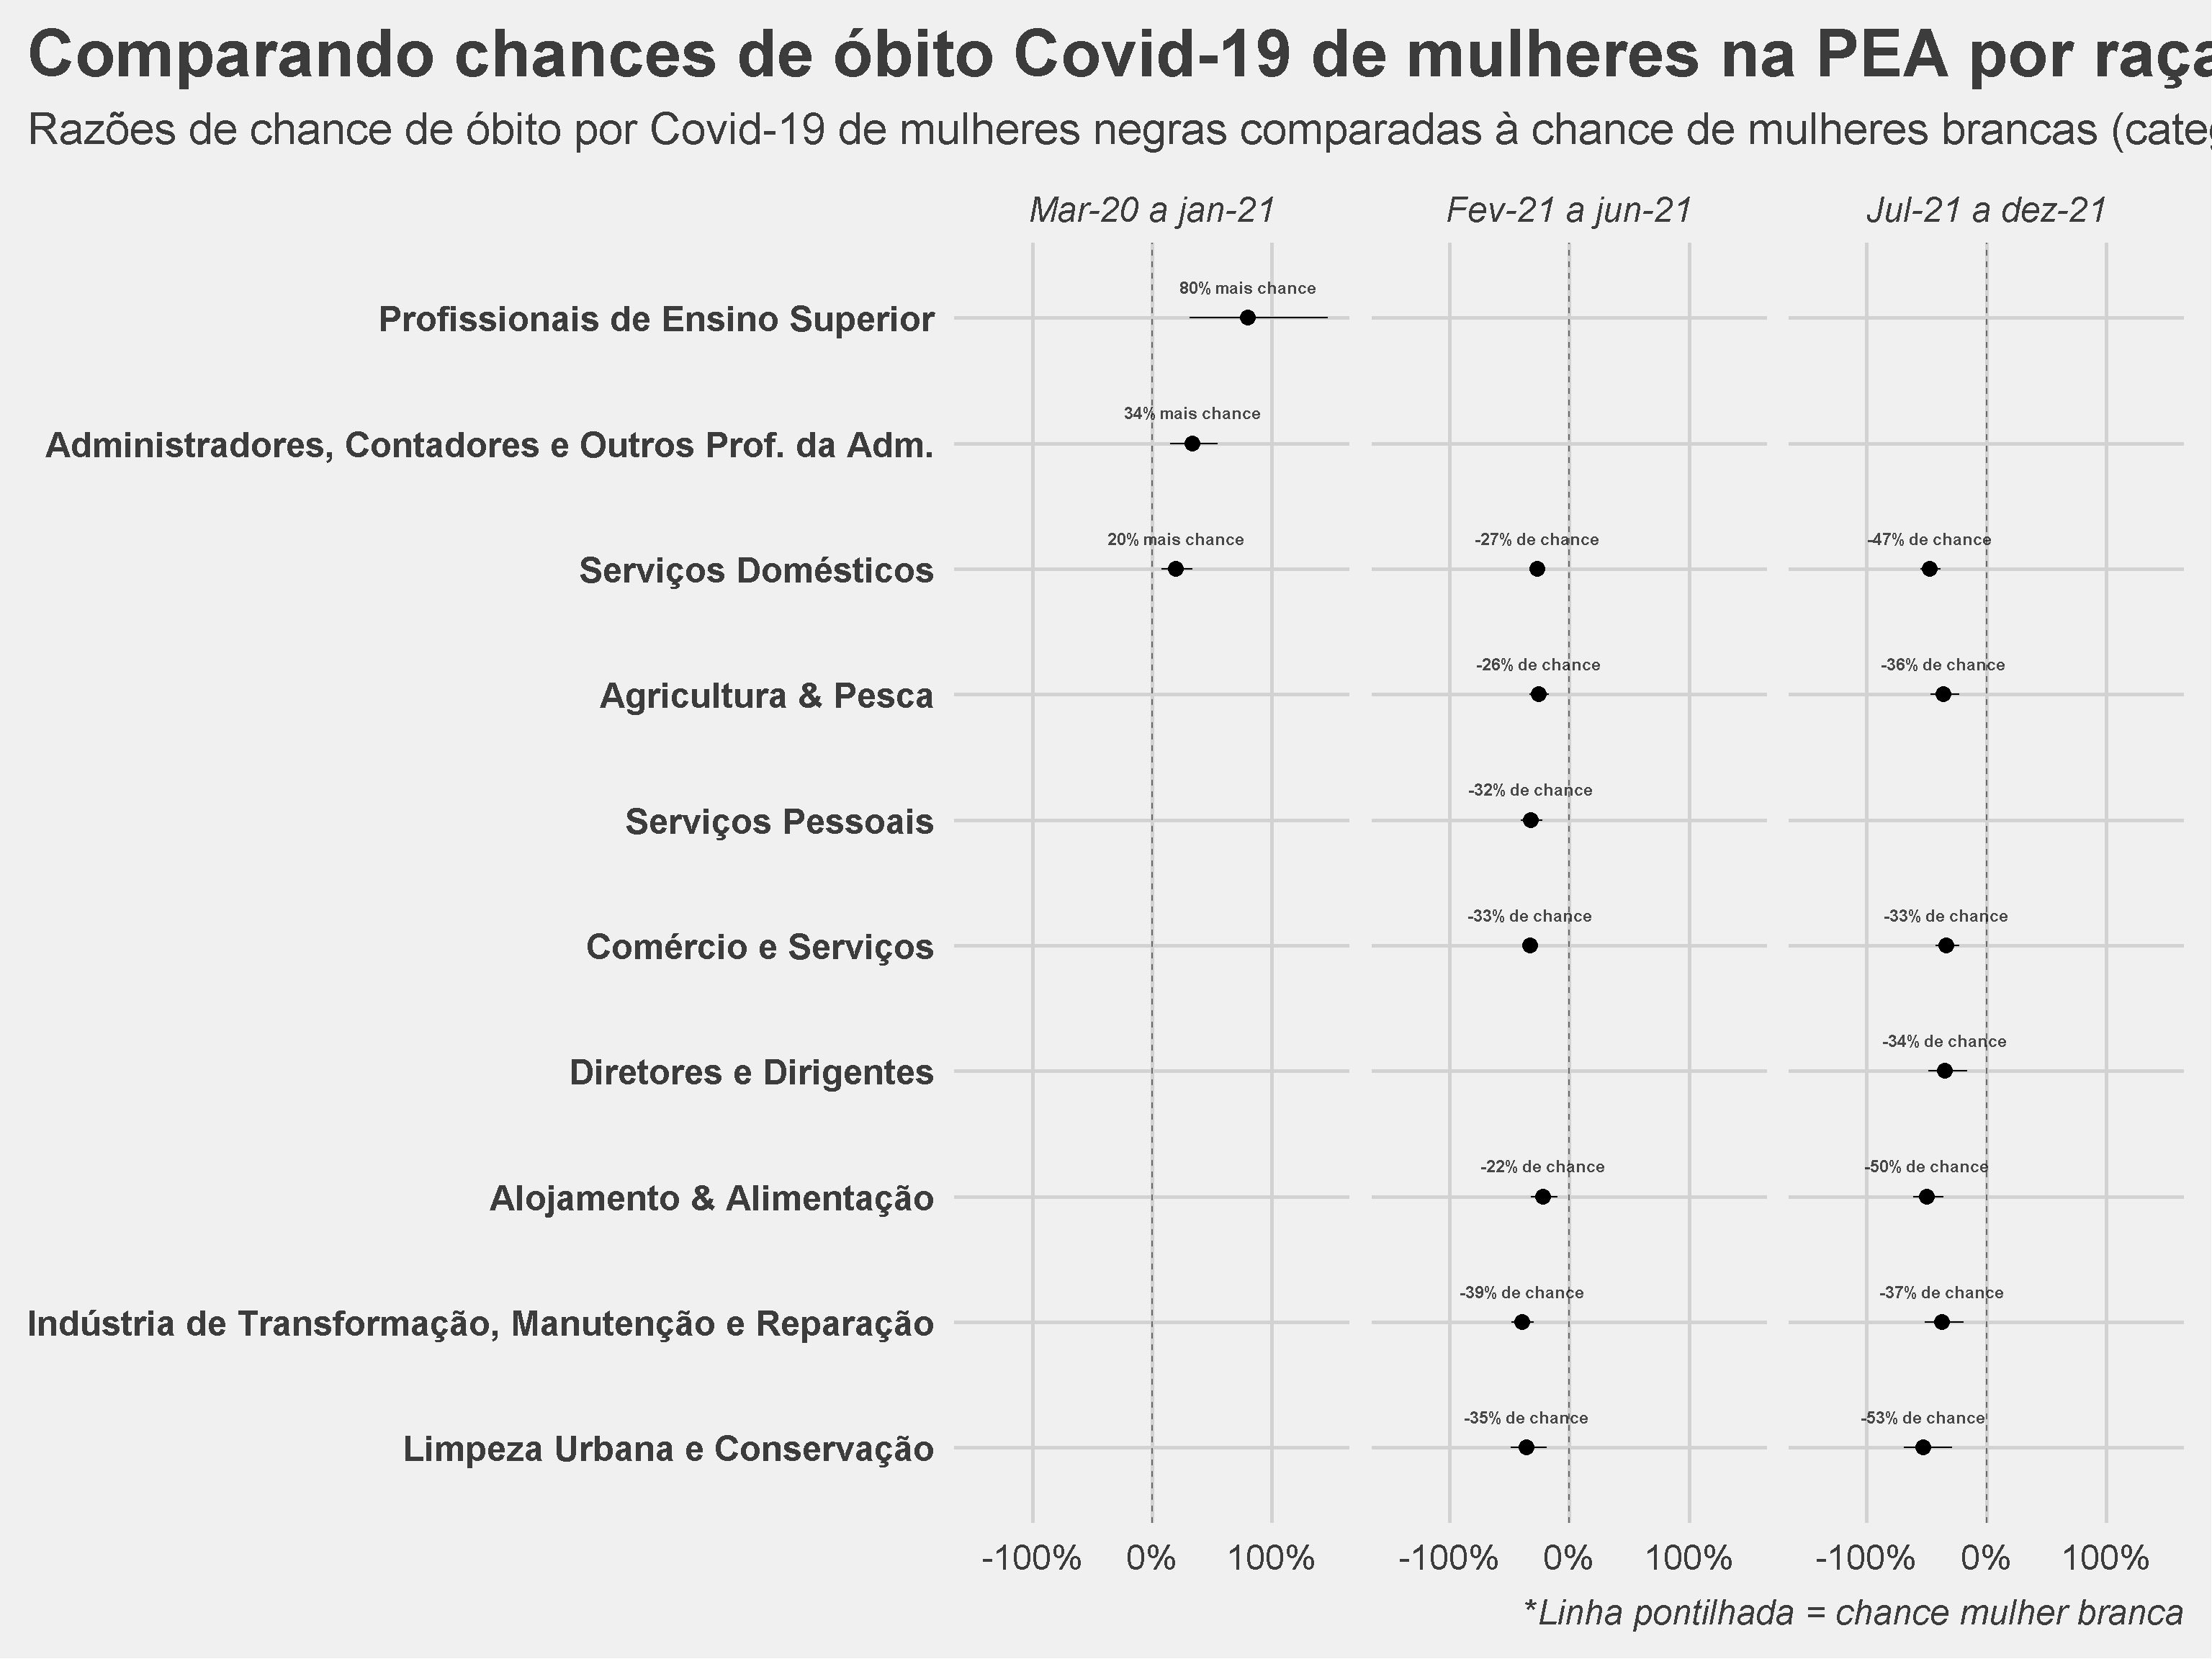 Comparando chances de óbito Covid-19 de mulheres na PEA por raça
Razões de chance de óbito por Covid-19 de mulheres negras comparadas à chance de mulheres brancas (categ
Mar-20 a jan-21 Fev-21 a jun-21 Jul-21 a dez-21
80% mais chance
Profissionais de Ensino Superior
34% mais chance
Administradores, Contadores e Outros Prof. da Adm.
20% mais chance -27% de chance -47% de chance
Serviços Domésticos
-26% de chance -36% de chance
Agricultura & Pesca
-32% de chance
Serviços Pessoais
-33% de chance -33% de chance
Comércio e Serviços
-34% de chance
Diretores e Dirigentes
-22% de chance -50% de chance
Alojamento & Alimentação
-39% de chance -37% de chance
Indústria de Transformação, Manutenção e Reparação
-35% de chance -53% de chance
Limpeza Urbana e Conservação
-100% 0% 100% -100% 0% 100% -100% 0% 100%
*Linha pontilhada = chance mulher branca